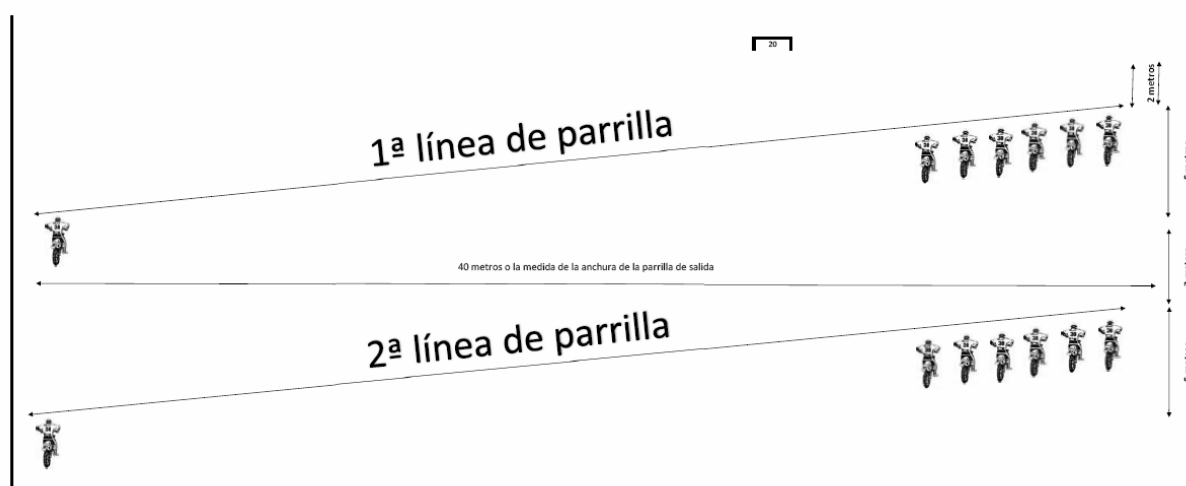 20
2 metros
1ª línea de parrilla
40 metros o la medida de la anchura de la parrilla de salida
2ª línea de parrilla